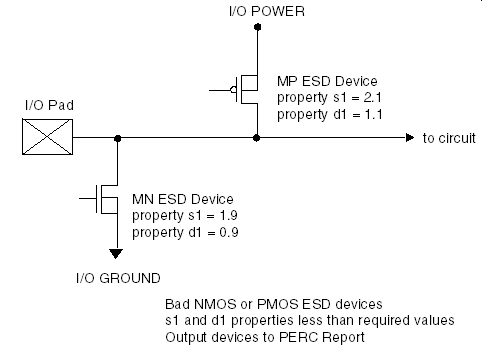 I/O POWER
MP ESD Device
property s1 = 2.1
property d1 = 1.1
I/O Pad
to circuit
MN ESD Device
property s1 = 1.9
property d1 = 0.9
I/O GROUND
Bad NMOS or PMOS ESD devices
s1 and d1 properties less than required values
Output devices to PERC Report